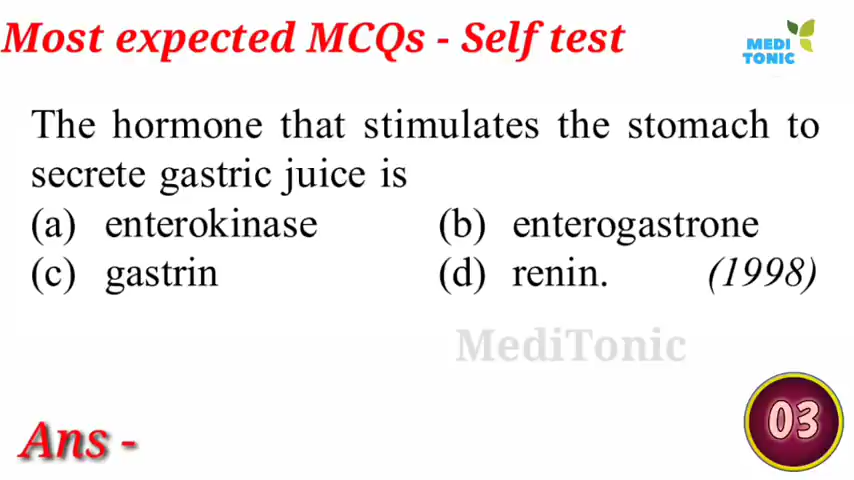 Most expected MCQs - Self test
MEDI
TONIC
The hormone that stimulates the stomach to
secrete gastric juice is
(a) enterokinase (b) enterogastrone
(c) gastrin (d) renin. (1998)
MediTonic
Ans -
03